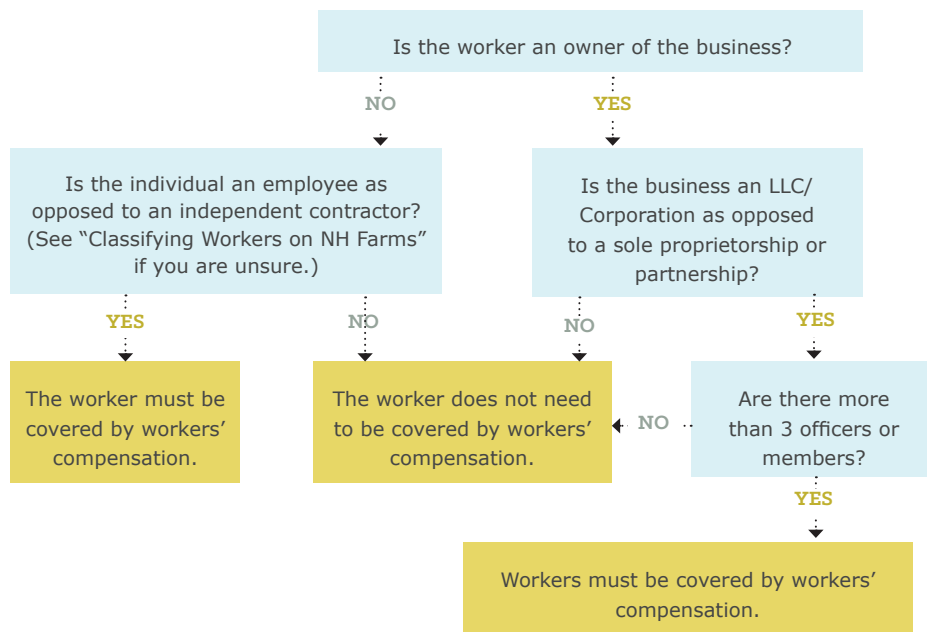 Is the worker an owner of the business?
NO
YES
Is the individual an employee as
opposed to an independent contractor?
(See “Classifying Workers on NH Farms”
if you are unsure.)
Is the business an LLC/
Corporation as opposed
to a sole proprietorship or
partnership?
YES
NO
NO
YES
The worker must be
covered by workers’
compensation.
The worker does not need
to be covered by workers’
compensation.
NO
Are there more
than 3 officers or
members?
YES
Workers must be covered by workers’
compensation.